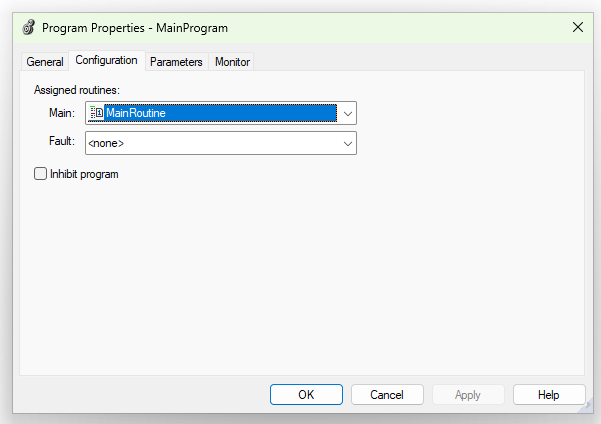 Program Properties - MainProgram
General Configuration Parameters Monitor
Assigned routines:
Main: MainRoutine
Fault: <none>
Inhibit program
OK Cancel Apply Help